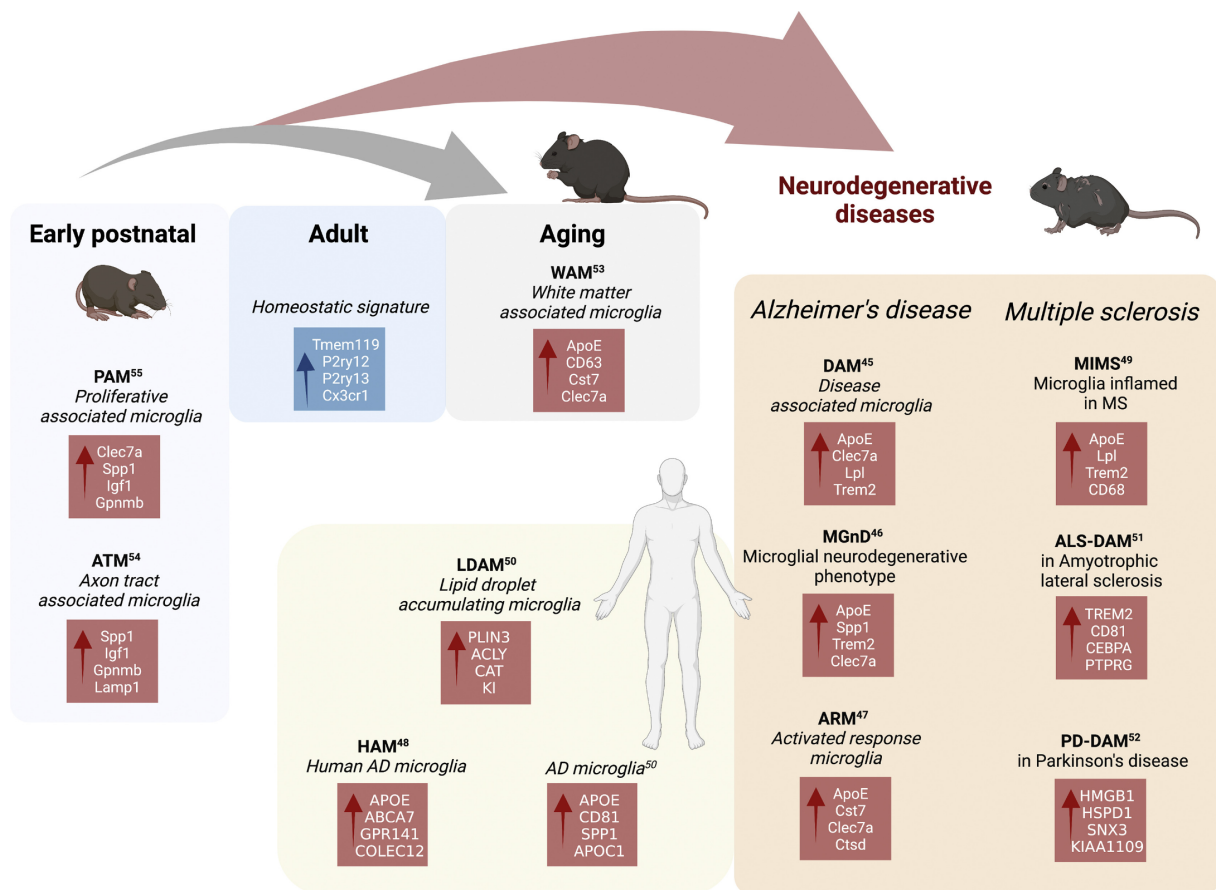 Neurodegenerative
diseases
Early postnatal
Adult
Aging
PAM⁵⁵
Proliferative
associated microglia
Clec7a
Spp1
Igf1
Gpnmb
ATM⁵⁴
Axon tract
associated microglia
Spp1
Igf1
Gpnmb
Lamp1
Homeostatic signature
Tmem119
P2ry12
P2ry13
Cx3cr1
WAM⁵³
White matter
associated microglia
ApoE
CD63
Cst7
Clec7a
LDAM⁵⁰
Lipid droplet
accumulating microglia
PLIN3
ACLY
CAT
KI
HAM⁴⁸
Human AD microglia
APOE
ABCA7
GPR141
COLEC12
AD microglia⁵⁰
APOE
CD81
SPP1
APOC1
Alzheimer's disease
DAM⁴⁵
Disease
associated microglia
ApoE
Clec7a
Lpl
Trem2
MGnD⁴⁶
Microglial neurodegenerative
phenotype
ApoE
Spp1
Trem2
Clec7a
ARM⁴⁷
Activated response
microglia
ApoE
Cst7
Clec7a
Ctsd
Multiple sclerosis
MIMS⁴⁹
Microglia inflamed
in MS
ApoE
Lpl
Trem2
CD68
ALS-DAM⁵¹
in Amyotrophic
lateral sclerosis
TREM2
CD81
CEBPA
PTPRG
PD-DAM⁵²
in Parkinson's disease
HMGB1
HSPD1
SNX3
KIAA1109